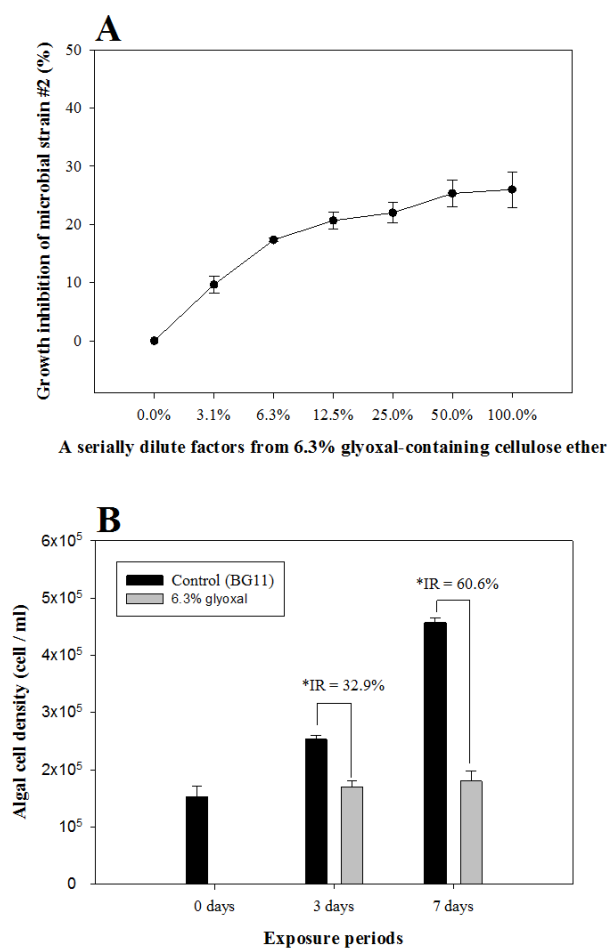 A
Growth inhibition of microbial strain #2 (%)
50
40
30
20
10
0
0.0% 3.1% 6.3% 12.5% 25.0% 50.0% 100.0%
A serially dilute factors from 6.3% glyoxal-containing cellulose ether
B
Algal cell density (cell / ml)
6x10⁵
5x10⁵
4x10⁵
3x10⁵
2x10⁵
10⁵
0
Control (BG11)
6.3% glyoxal
*IR = 32.9%
*IR = 60.6%
0 days 3 days 7 days
Exposure periods